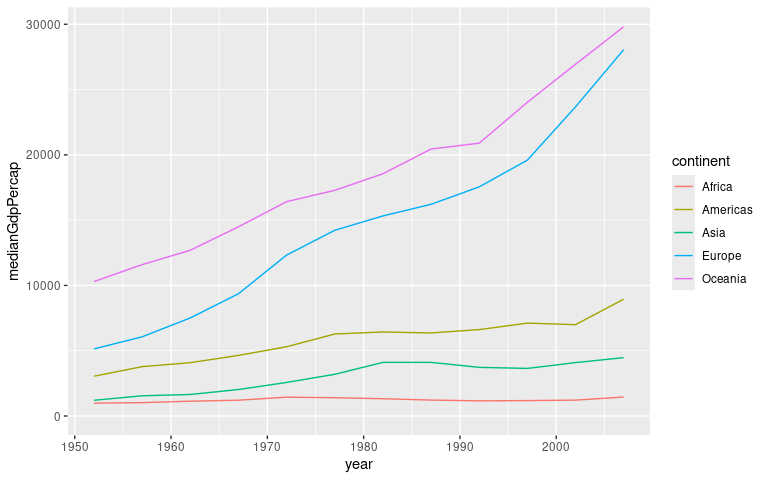 30000
20000
10000
0
medianGdpPercap
1950 1960 1970 1980 1990 2000
year
continent
Africa
Americas
Asia
Europe
Oceania